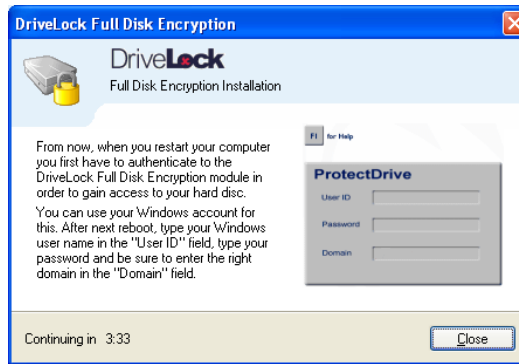 DriveLock Full Disk Encryption
DriveLock
Full Disk Encryption Installation
From now, when you restart your computer
you first have to authenticate to the
DriveLock Full Disk Encryption module in
order to gain access to your hard disc.
You can use your Windows account for
this. After next reboot, type your Windows
user name in the "User ID" field, type your
password and be sure to enter the right
domain in the "Domain" field.
F1 for Help
ProtectDrive
User ID
Password
Domain
Continuing in 3:33
Close